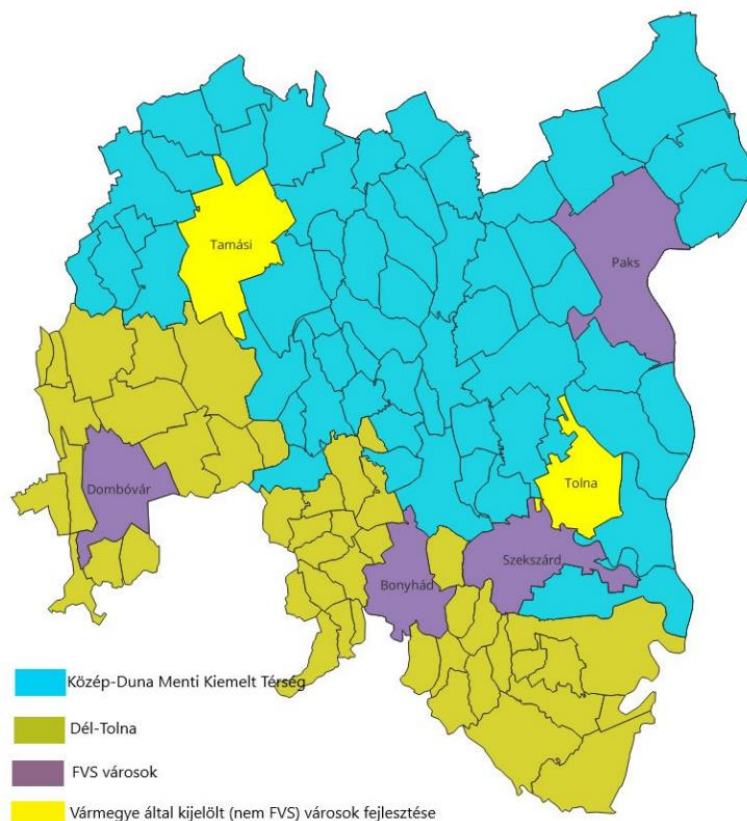 Tamási
Paks
Dombóvár
Tolna
Szekszárd
Bonyhád
Közép-Duna Menti Kiemelt Térség
Dél-Tolna
FVS városok
Vármegye által kijelölt (nem FVS) városok fejlesztése